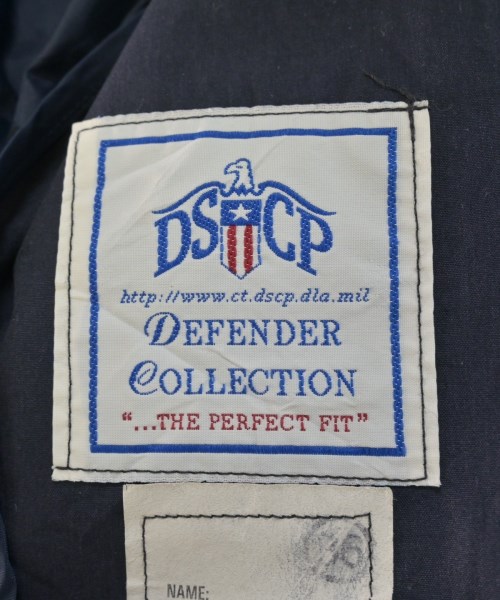 DSCP
http://www.ct.dscp.dla.mil
DEFENDER
COLLECTION
"...THE PERFECT FIT"
NAME: